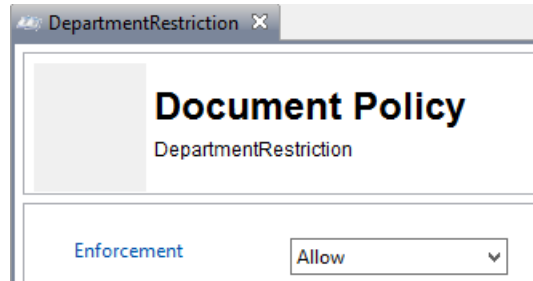 DepartmentRestriction
Document Policy
DepartmentRestriction
Enforcement
Allow